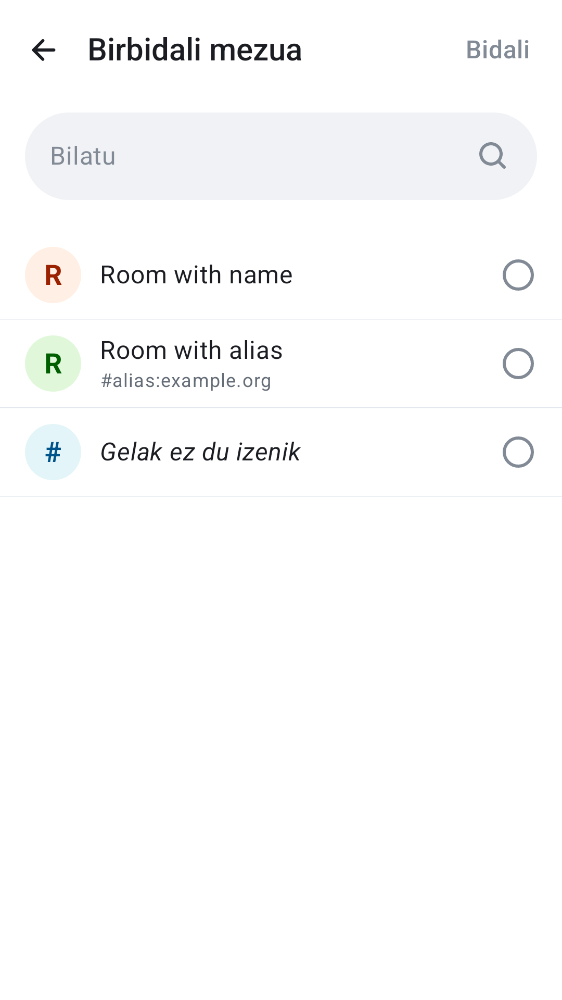 Birbidali mezua
Bidali
Bilatu
R
Room with name
R
Room with alias
#alias:example.org
#
Gelak ez du izenik